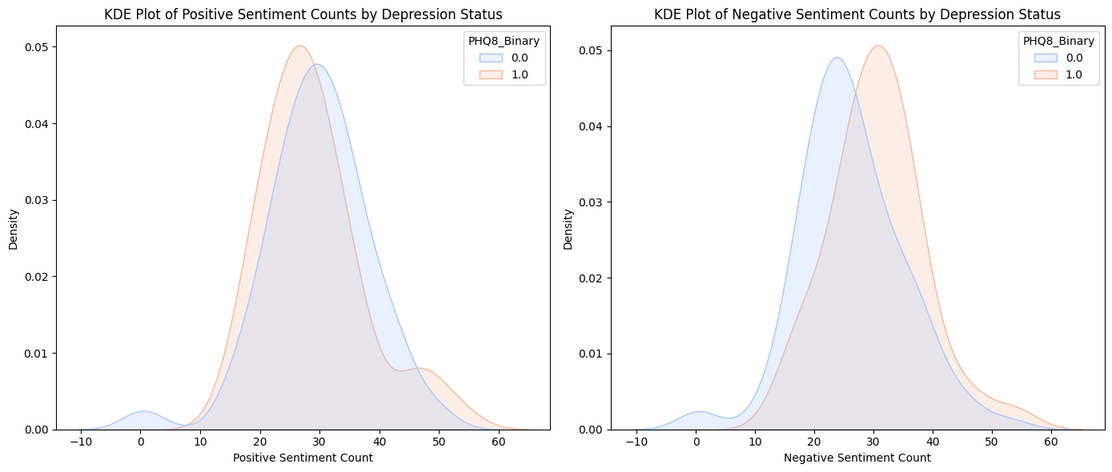 KDE Plot of Positive Sentiment Counts by Depression Status
PHQ8_Binary
0.0
1.0
0.05
0.04
0.03
0.02
0.01
0.00
Density
−10 0 10 20 30 40 50 60
Positive Sentiment Count
KDE Plot of Negative Sentiment Counts by Depression Status
PHQ8_Binary
0.0
1.0
0.05
0.04
0.03
0.02
0.01
0.00
Density
−10 0 10 20 30 40 50 60
Negative Sentiment Count